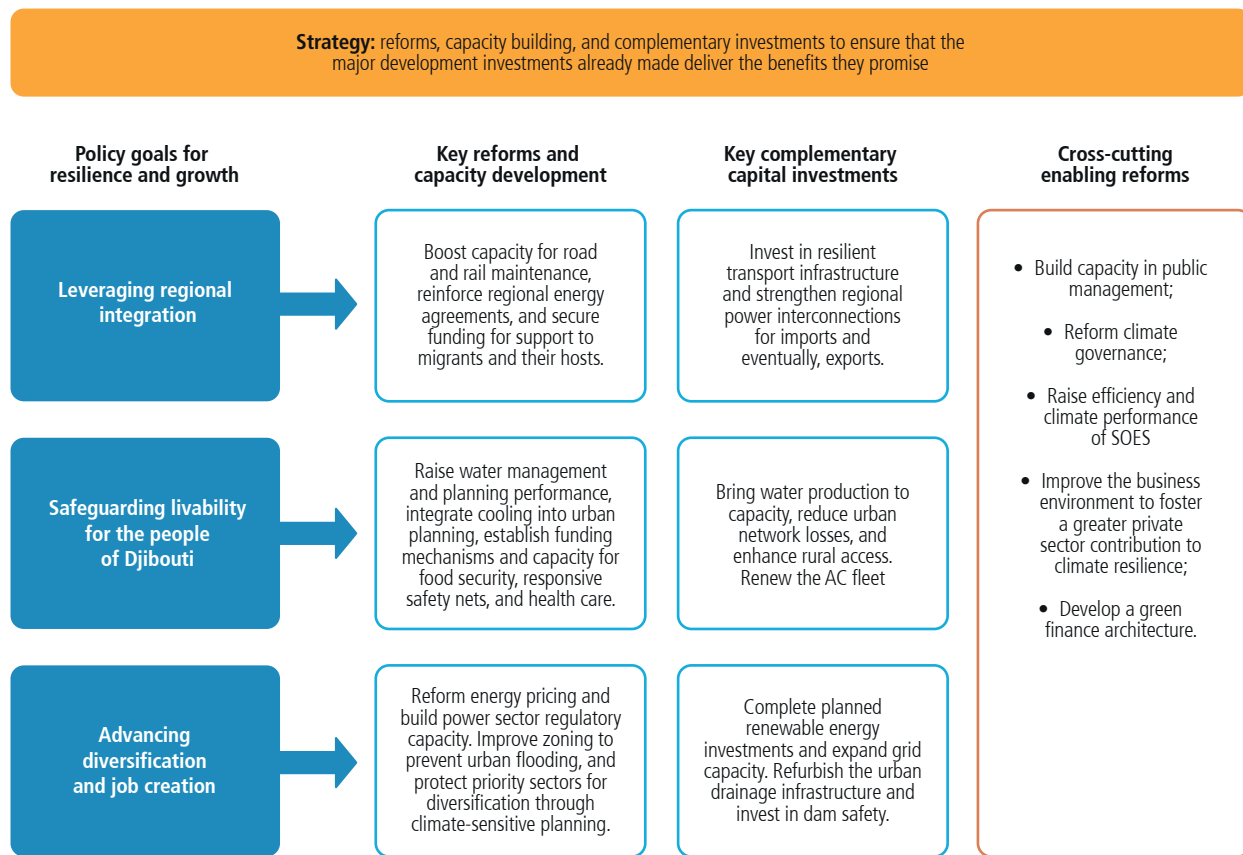 Strategy: reforms, capacity building, and complementary investments to ensure that the
major development investments already made deliver the benefits they promise
Policy goals for
resilience and growth
Key reforms and
capacity development
Key complementary
capital investments
Cross-cutting
enabling reforms
Leveraging regional
integration
Boost capacity for road
and rail maintenance,
reinforce regional energy
agreements, and secure
funding for support to
migrants and their hosts.
Invest in resilient
transport infrastructure
and strengthen regional
power interconnections
for imports and
eventually, exports.
Safeguarding livability
for the people
of Djibouti
Raise water management
and planning performance,
integrate cooling into urban
planning, establish funding
mechanisms and capacity for
food security, responsive
safety nets, and health care.
Bring water production to
capacity, reduce urban
network losses, and
enhance rural access.
Renew the AC fleet
Advancing
diversification
and job creation
Reform energy pricing and
build power sector regulatory
capacity. Improve zoning to
prevent urban flooding, and
protect priority sectors for
diversification through
climate-sensitive planning.
Complete planned
renewable energy
investments and expand grid
capacity. Refurbish the urban
drainage infrastructure and
invest in dam safety.
• Build capacity in public
management;
• Reform climate
governance;
• Raise efficiency and
climate performance
of SOES
• Improve the business
environment to foster
a greater private
sector contribution to
climate resilience;
• Develop a green
finance architecture.